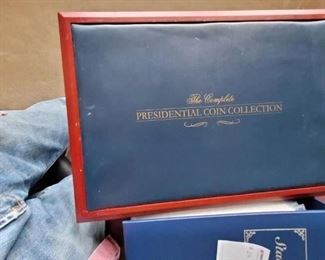 The Complete
PRESIDENTIAL COIN COLLECTION